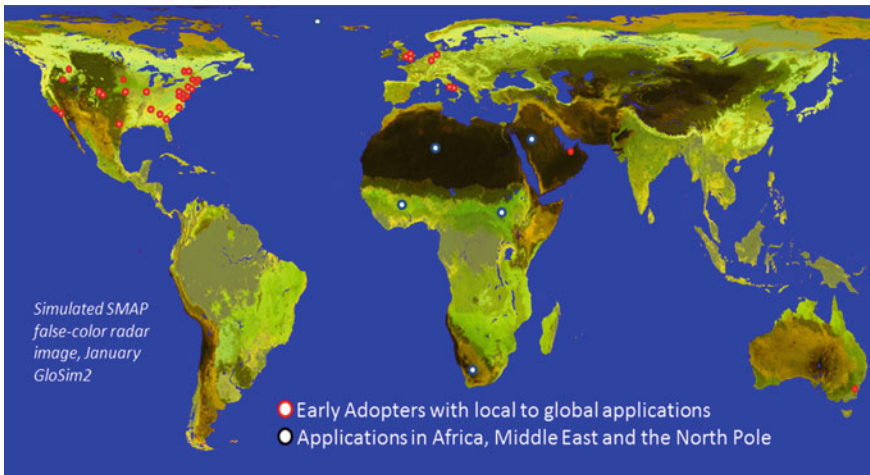 Simulated SMAP
false-color radar
image, January
GloSim2
Early Adopters with local to global applications
Applications in Africa, Middle East and the North Pole